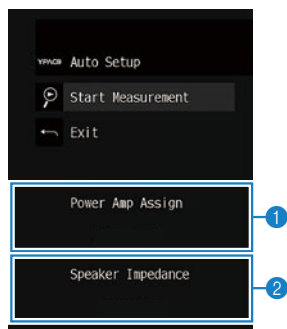 YPAO Auto Setup
Start Measurement
Exit
Power Amp Assign
1
Speaker Impedance
2